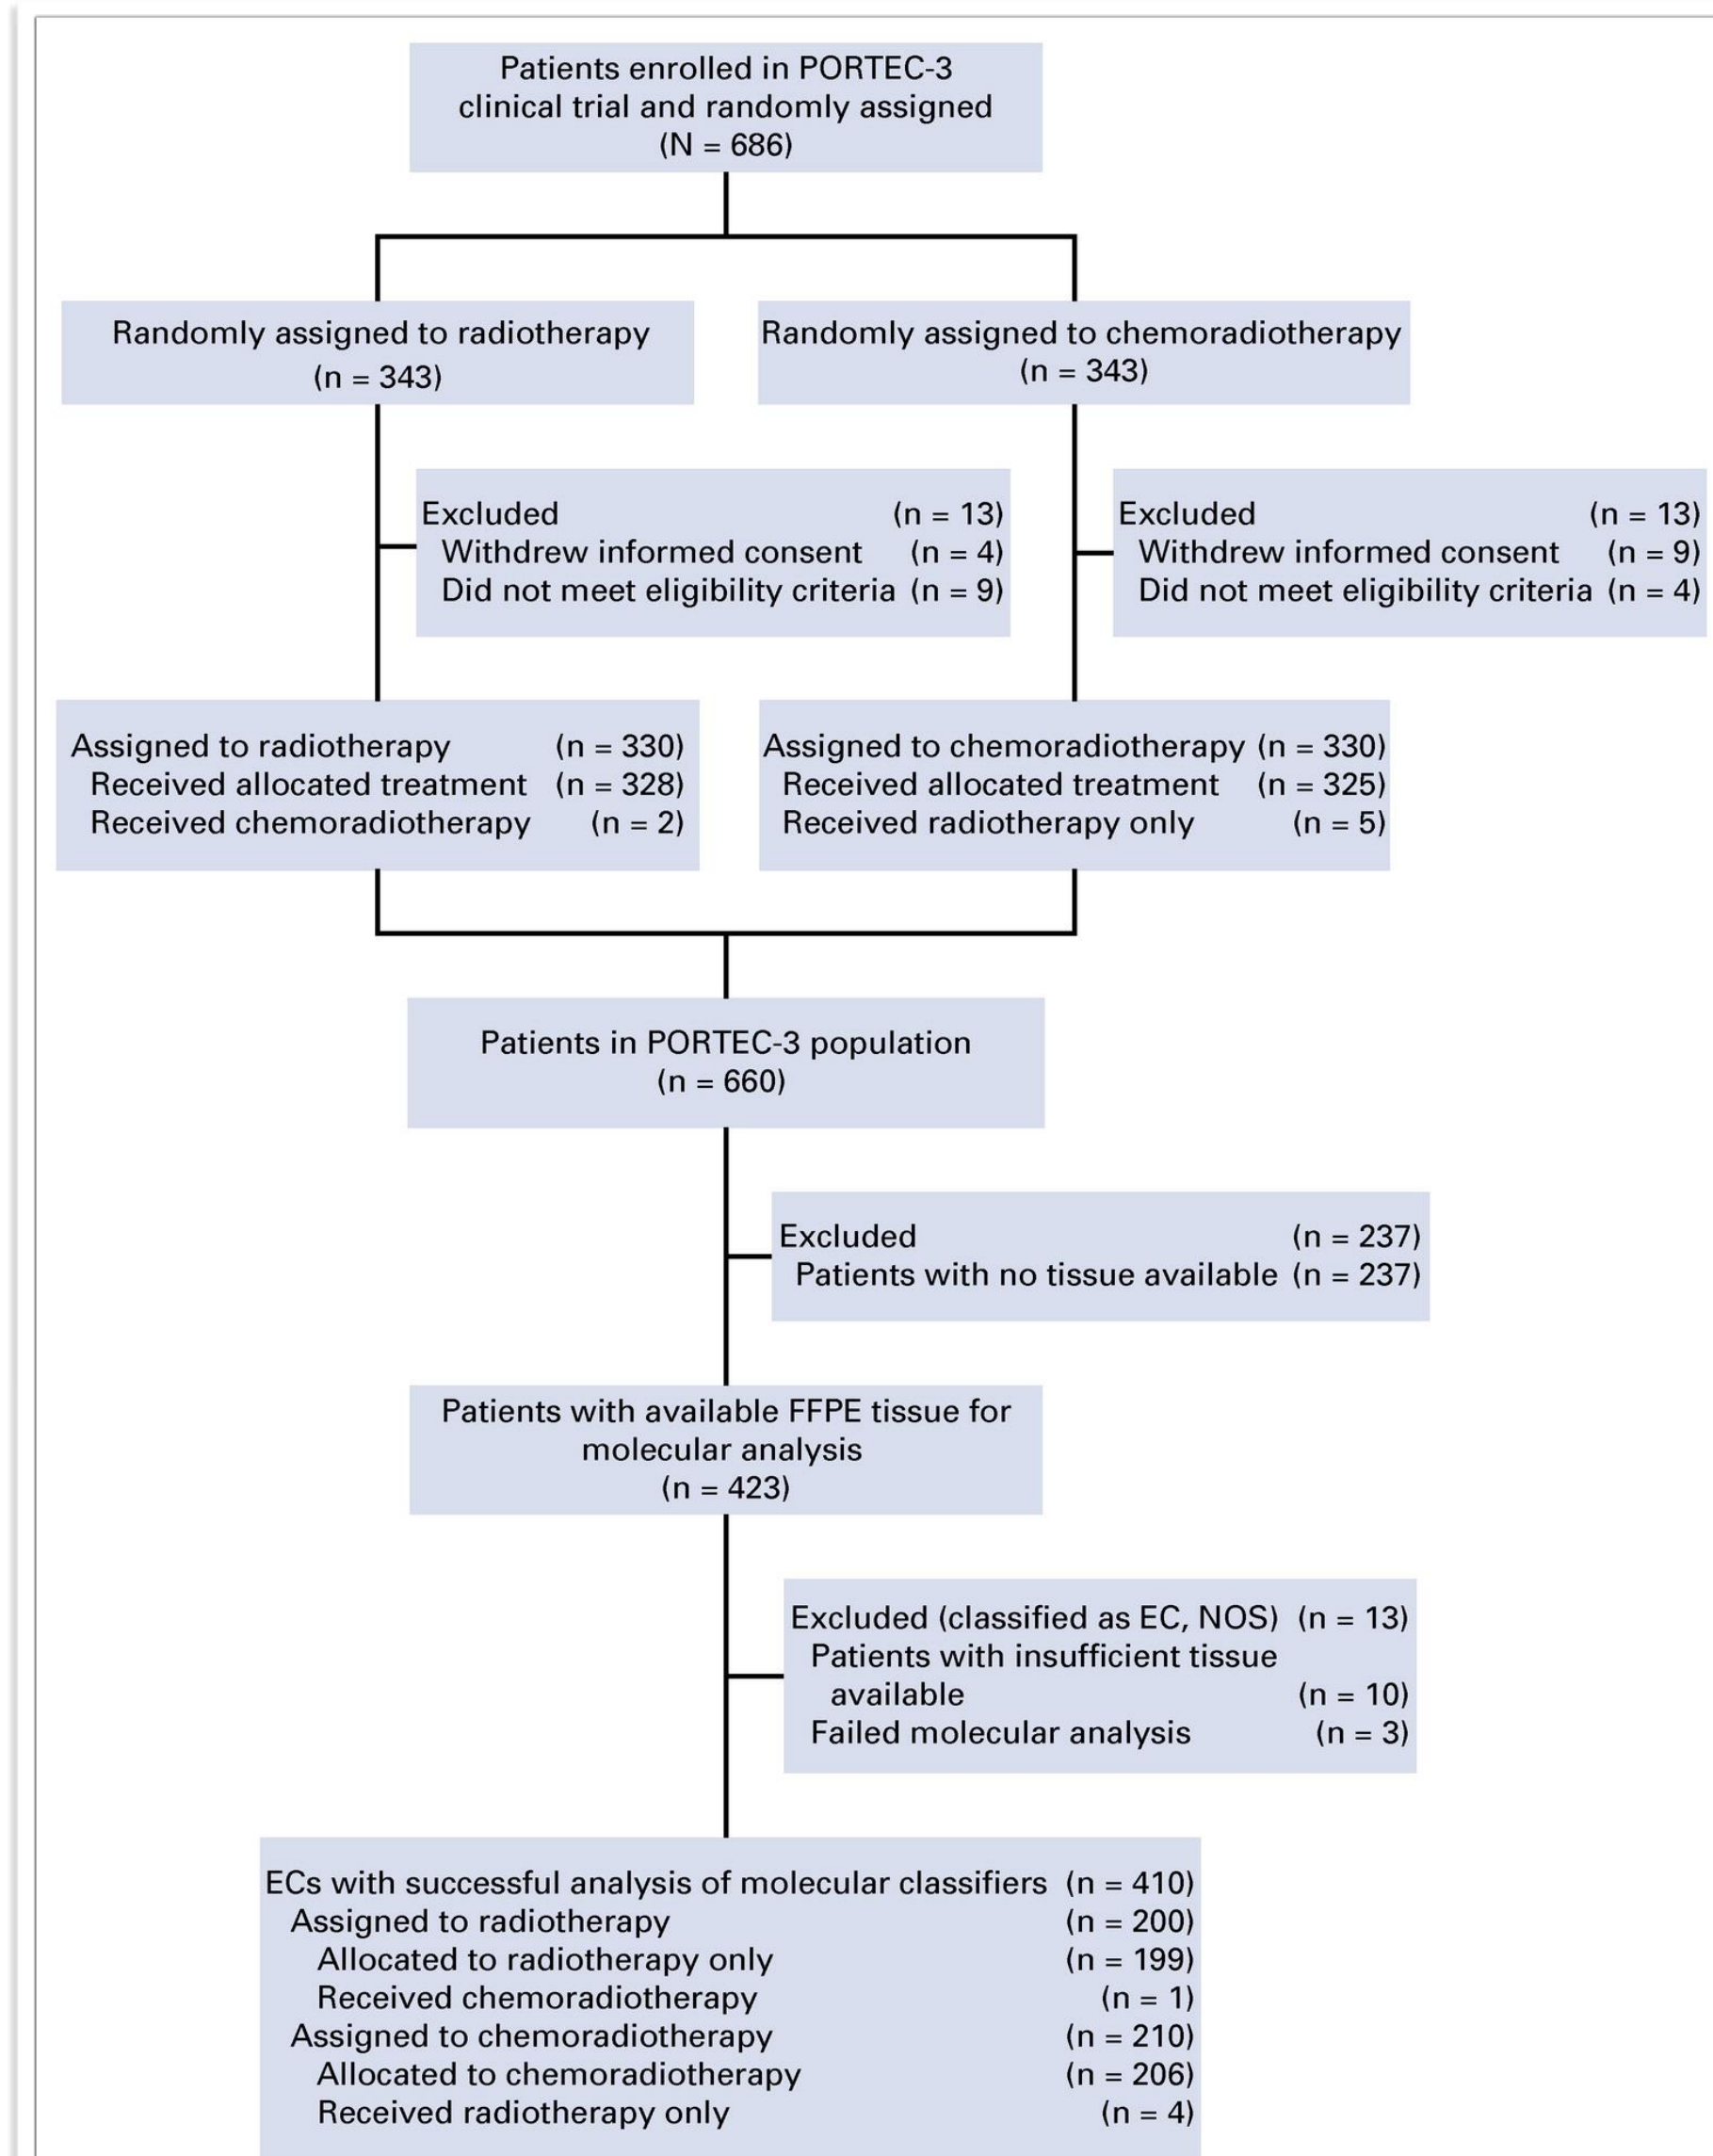 Patients enrolled in PORTEC-3
clinical trial and randomly assigned
(N = 686)
Randomly assigned to radiotherapy
(n = 343)
Randomly assigned to chemoradiotherapy
(n = 343)
Excluded (n = 13)
Withdrew informed consent (n = 4)
Did not meet eligibility criteria (n = 9)
Excluded (n = 13)
Withdrew informed consent (n = 9)
Did not meet eligibility criteria (n = 4)
Assigned to radiotherapy (n = 330)
Received allocated treatment (n = 328)
Received chemoradiotherapy (n = 2)
Assigned to chemoradiotherapy (n = 330)
Received allocated treatment (n = 325)
Received radiotherapy only (n = 5)
Patients in PORTEC-3 population
(n = 660)
Excluded (n = 237)
Patients with no tissue available (n = 237)
Patients with available FFPE tissue for
molecular analysis
(n = 423)
Excluded (classified as EC, NOS) (n = 13)
Patients with insufficient tissue
available (n = 10)
Failed molecular analysis (n = 3)
ECs with successful analysis of molecular classifiers (n = 410)
Assigned to radiotherapy (n = 200)
Allocated to radiotherapy only (n = 199)
Received chemoradiotherapy (n = 1)
Assigned to chemoradiotherapy (n = 210)
Allocated to chemoradiotherapy (n = 206)
Received radiotherapy only (n = 4)